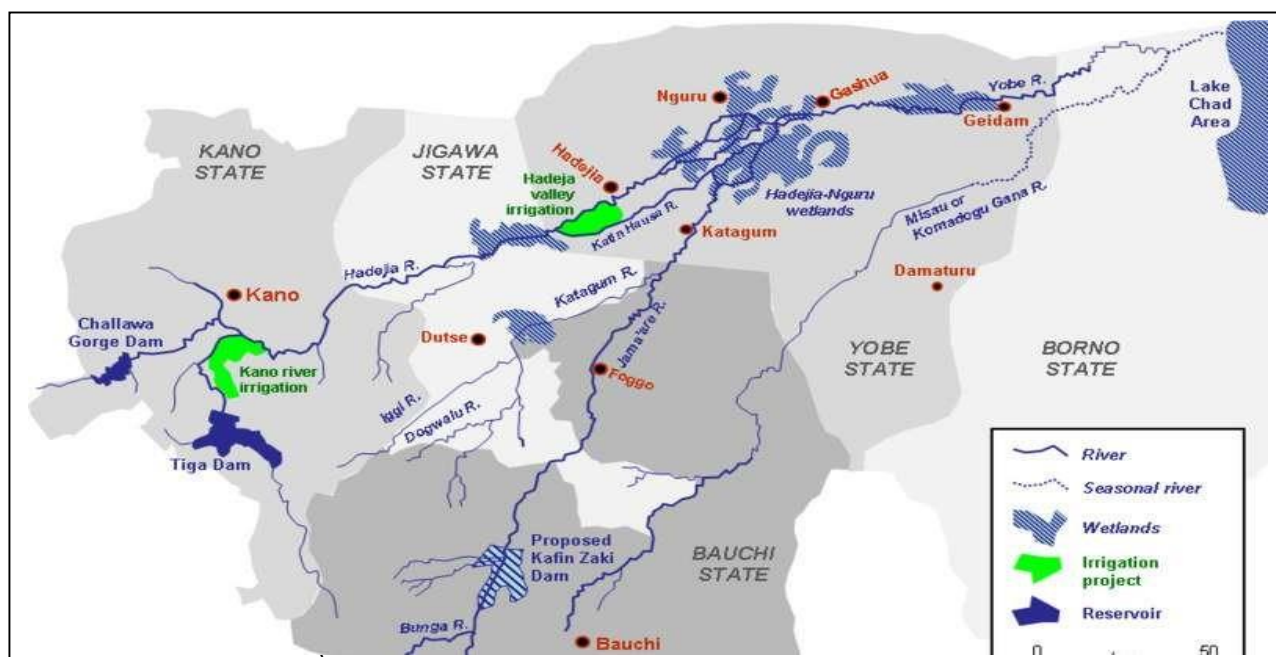 Nguru
Gashua
Yobe R.
Geidam
Lake
Chad
Area
KANO
STATE
JIGAWA
STATE
Hadejia
Hadeja
valley
irrigation
Katin Hausa R.
Hadejia-Nguru
wetlands
Misau or
Komadogu Gana R.
Katagum
Hadejia R.
Katagum R.
Damaturu
Kano
Challawa
Gorge Dam
Dutse
Jama'are R.
YOBE
STATE
BORNO
STATE
Kano river
irrigation
Foggo
Iggi R.
Dogwalu R.
Tiga Dam
River
Seasonal river
Wetlands
Irrigation
project
Reservoir
Proposed
Kafin Zaki
Dam
BAUCHI
STATE
Bunga R.
Bauchi
0 50